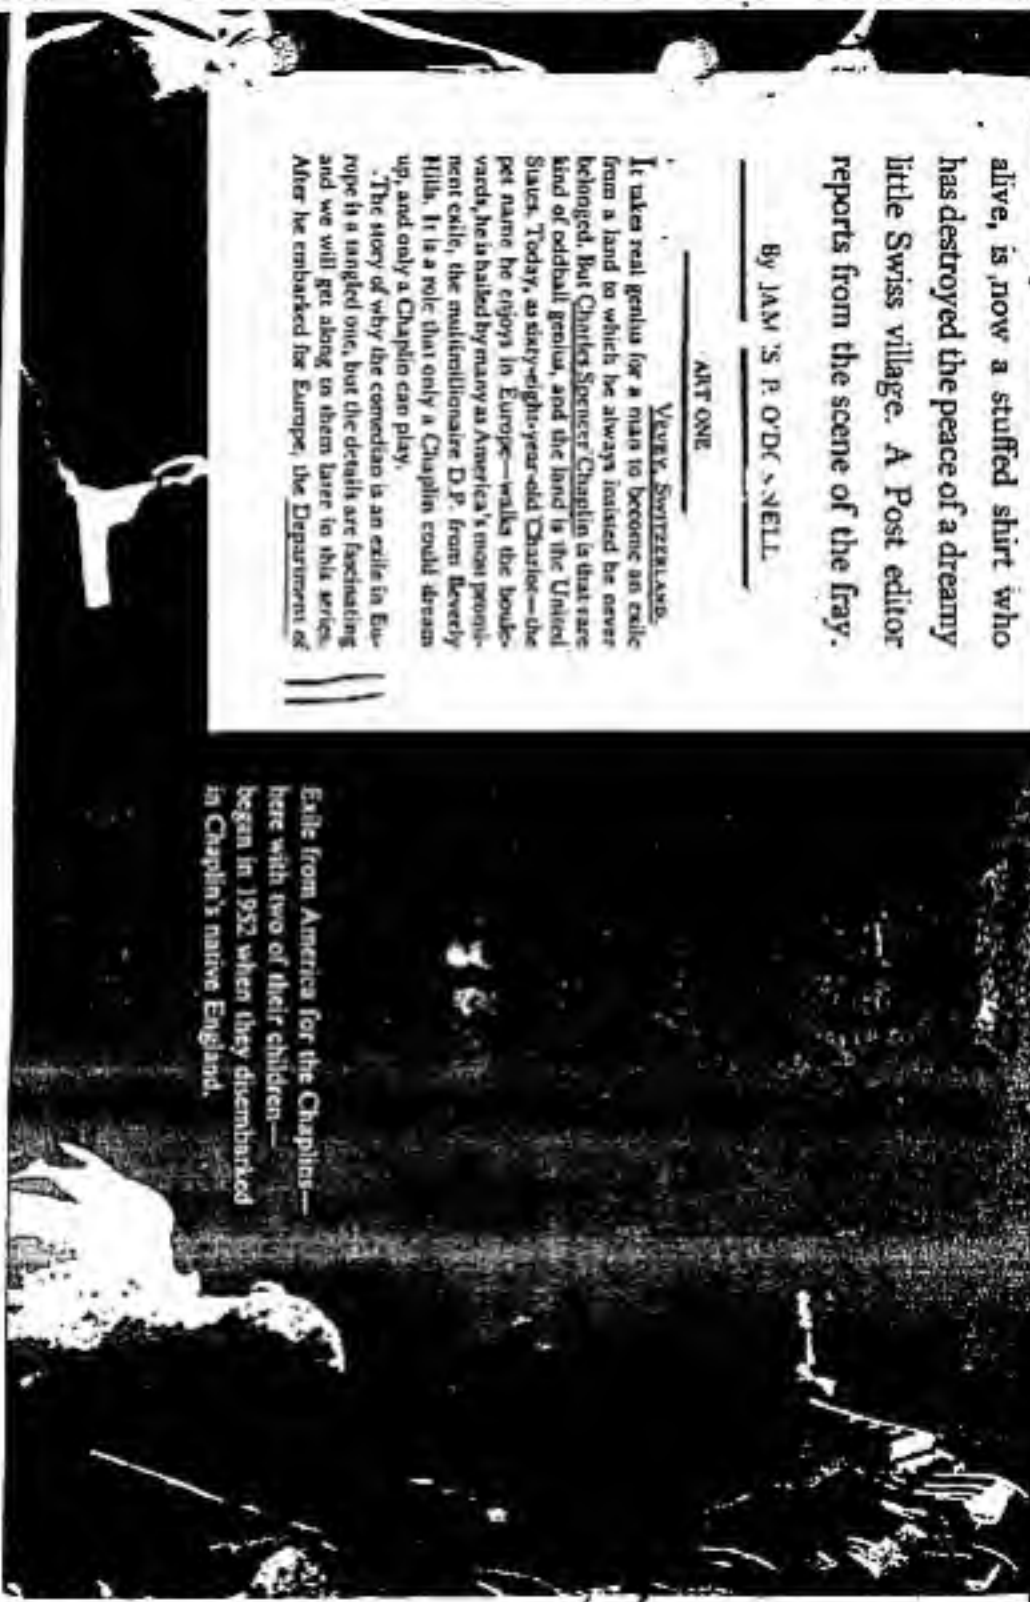 alive, is now a stuffed shirt who
has destroyed the peace of a dreamy
little Swiss village. A Post editor
reports from the scene of the fray.
By JAM'S P. O'DC NELL
ART ONE
VEVEY, SWITZERLAND.
It takes real genius for a man to become an exile
from a land to which he always insisted he never
belonged. But Charles Spencer Chaplin is that rare
kind of oddball genius, and the land is the United
States. Today, as sixty-eight-year-old Charlot—the
pet name he enjoys in Europe—walks the boule-
vards, he is hailed by many as America's most promi-
nent exile, the multimillionaire D.P. from Beverly
Hills. It is a role that only a Chaplin could dream
up, and only a Chaplin can play.
The story of why the comedian is an exile in Eu-
rope is a tangled one, but the details are fascinating
and we will get along to them later in this series.
After he embarked for Europe, the Department of
Exile from America for the Chaplins—
here with two of their children—
began in 1952 when they disembarked
in Chaplin's native England.